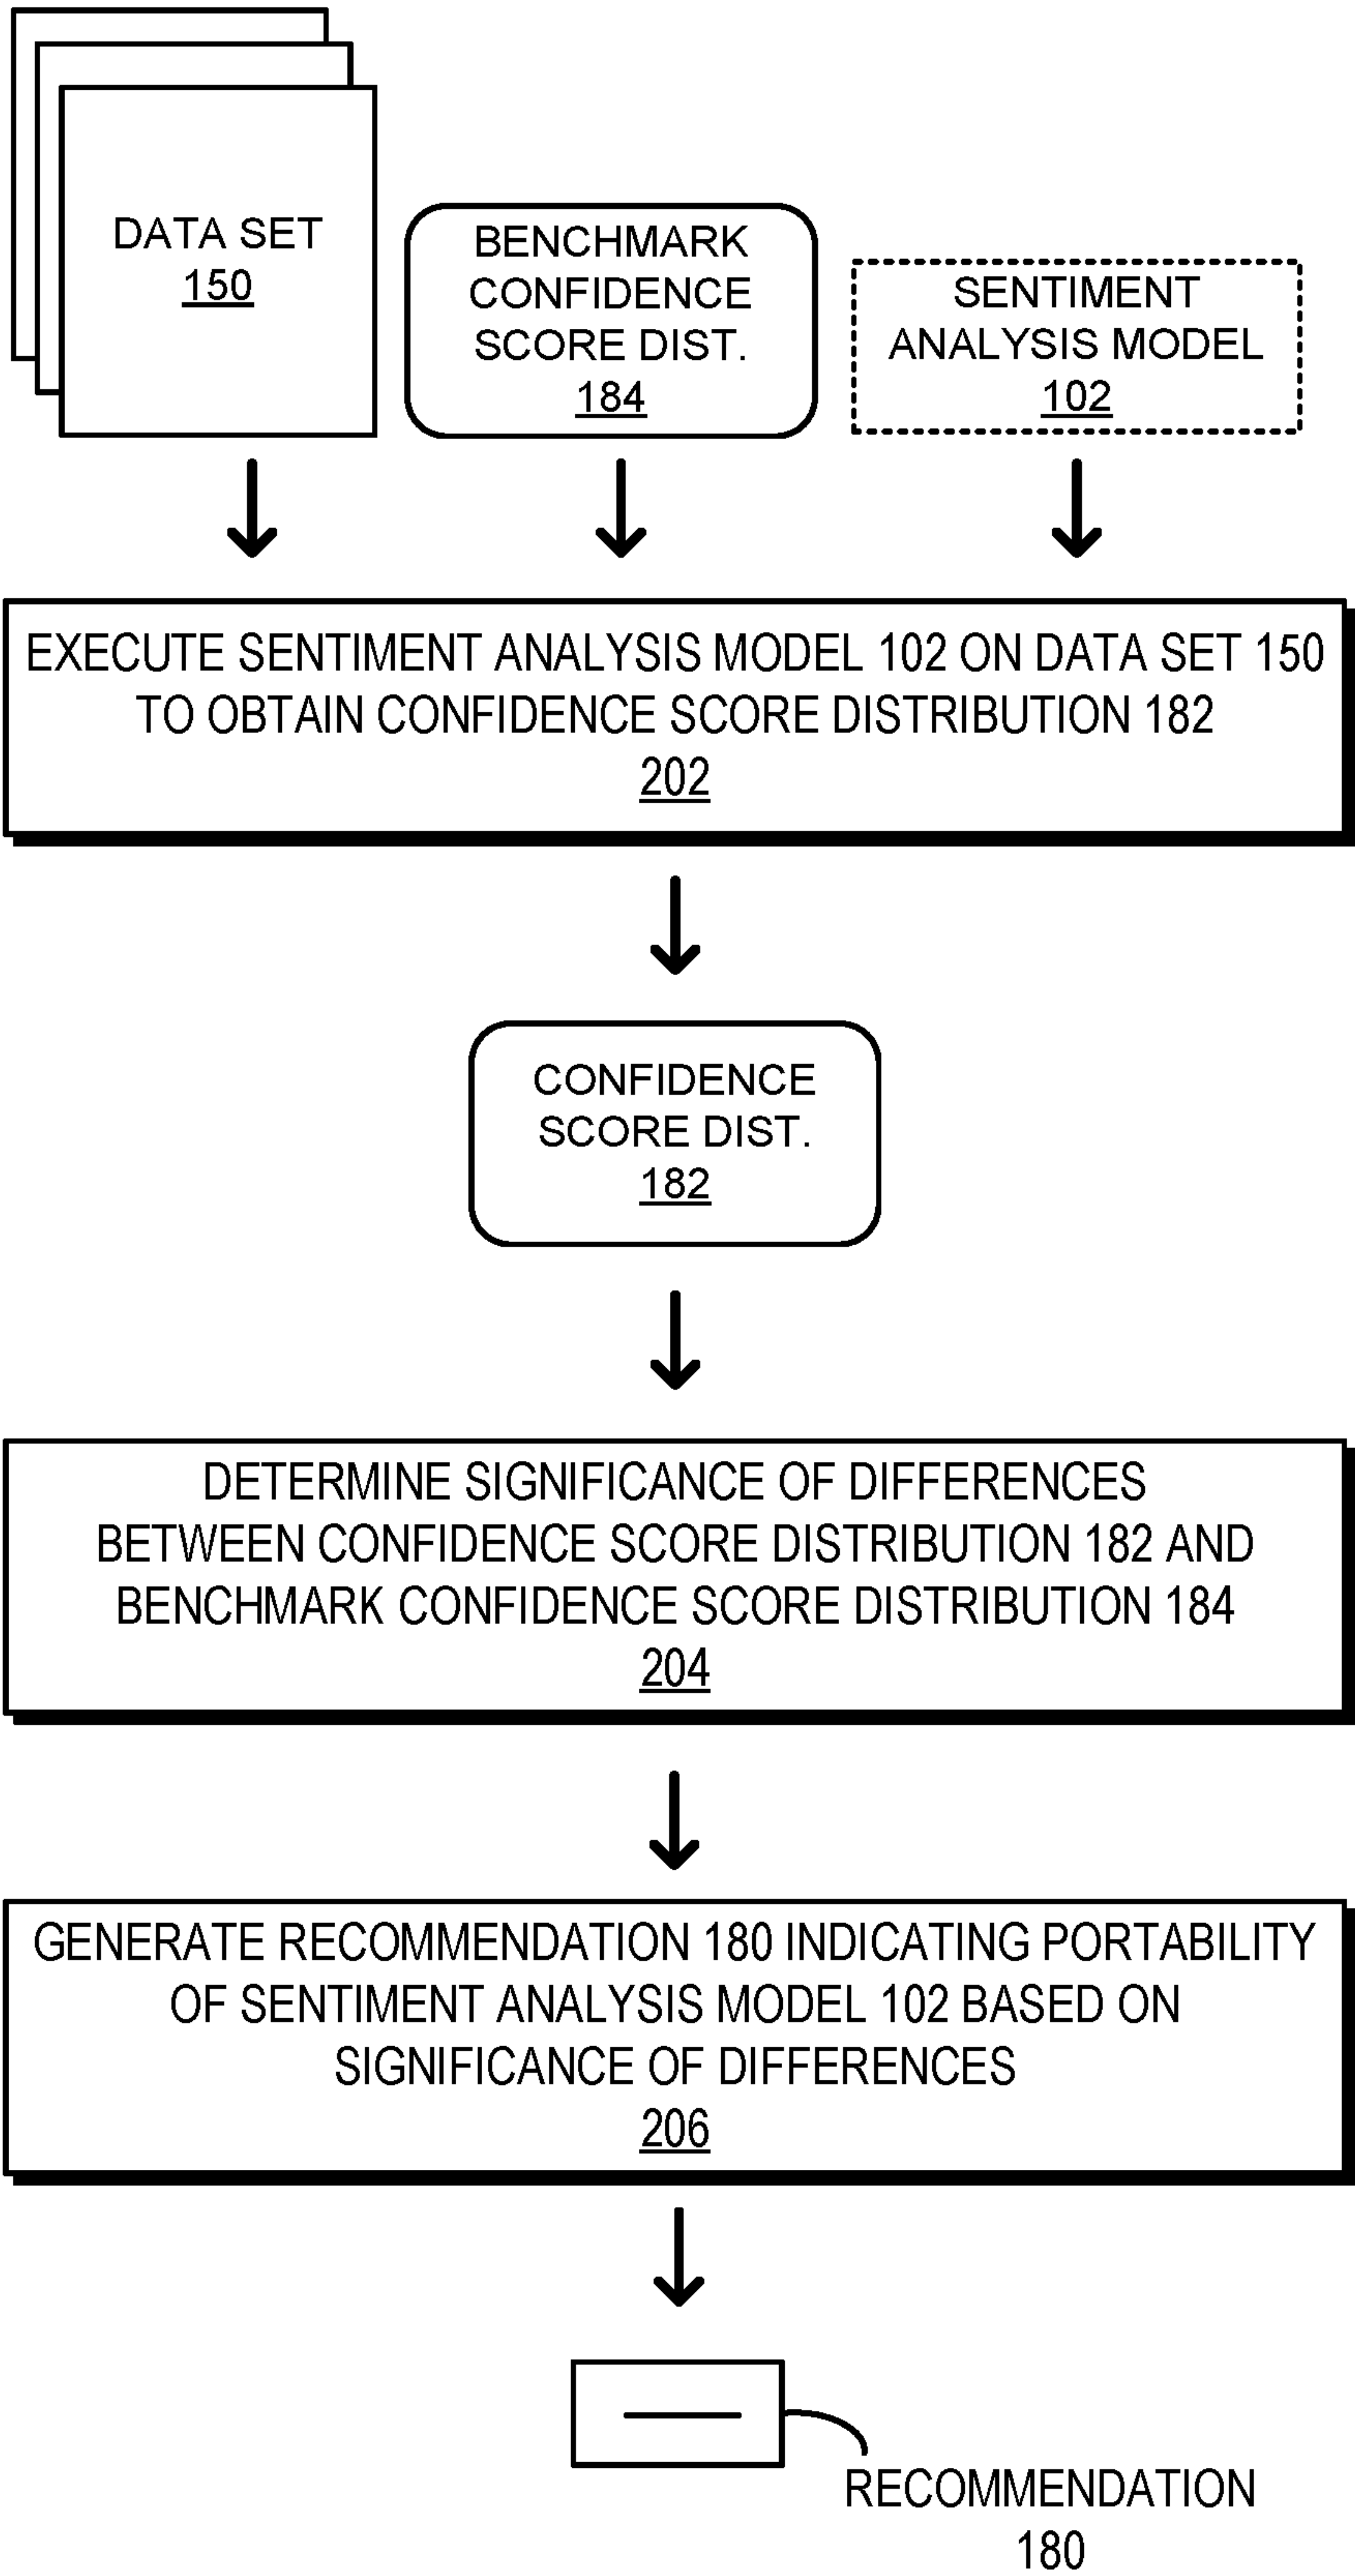 DATA SET
150
BENCHMARK
CONFIDENCE
SCORE DIST.
184
SENTIMENT
ANALYSIS MODEL
102
EXECUTE SENTIMENT ANALYSIS MODEL 102 ON DATA SET 150
TO OBTAIN CONFIDENCE SCORE DISTRIBUTION 182
202
CONFIDENCE
SCORE DIST.
182
DETERMINE SIGNIFICANCE OF DIFFERENCES
BETWEEN CONFIDENCE SCORE DISTRIBUTION 182 AND
BENCHMARK CONFIDENCE SCORE DISTRIBUTION 184
204
GENERATE RECOMMENDATION 180 INDICATING PORTABILITY
OF SENTIMENT ANALYSIS MODEL 102 BASED ON
SIGNIFICANCE OF DIFFERENCES
206
RECOMMENDATION
180